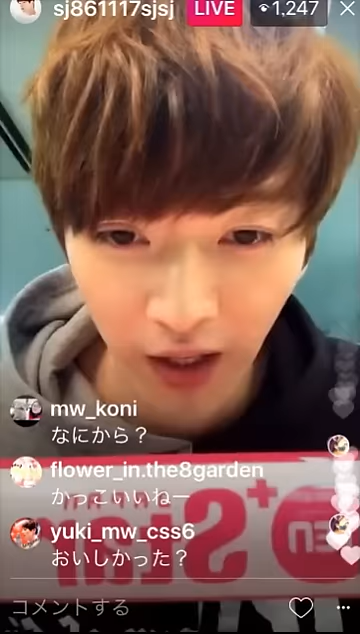 sj861117sjsj LIVE 1,247
mw_koni
なにから？
flower_in.the8garden
かっこいいねー
yuki_mw_css6
おいしかった？
コメントする